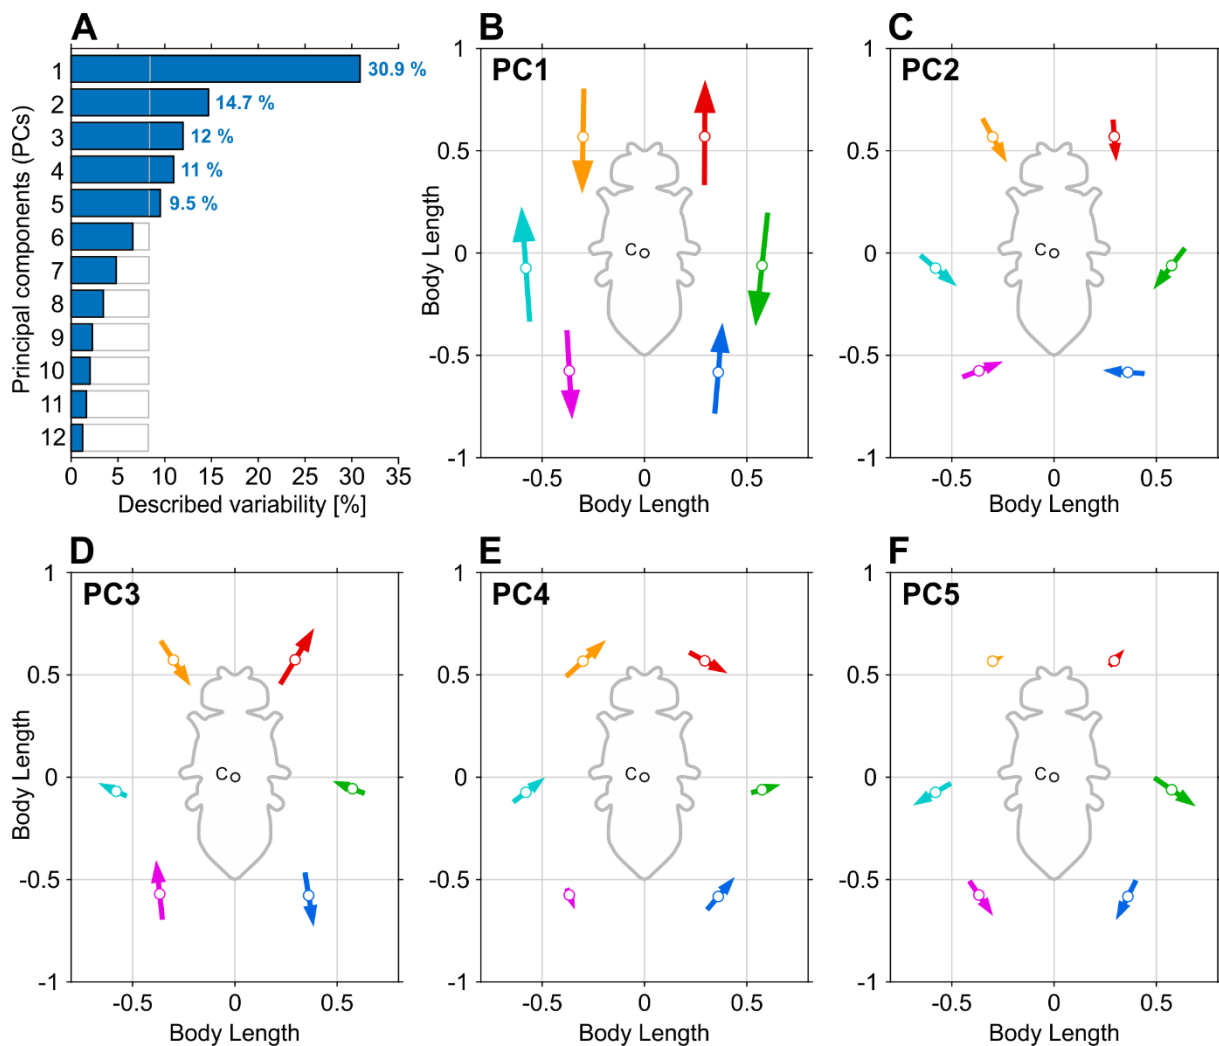 A
Principal components (PCs)
1
30.9 %
2
14.7 %
3
12 %
4
11 %
5
9.5 %
6
7
8
9
10
11
12
0 5 10 15 20 25 30 35
Described variability [%]
B
PC1
Body Length
1
0.5
0
-0.5
-1
C
-0.5 0 0.5
Body Length
C
PC2
1
0.5
0
-0.5
-1
C
-0.5 0 0.5
Body Length
D
PC3
Body Length
1
0.5
0
-0.5
-1
C
-0.5 0 0.5
Body Length
E
PC4
1
0.5
0
-0.5
-1
C
-0.5 0 0.5
Body Length
F
PC5
1
0.5
0
-0.5
-1
C
-0.5 0 0.5
Body Length